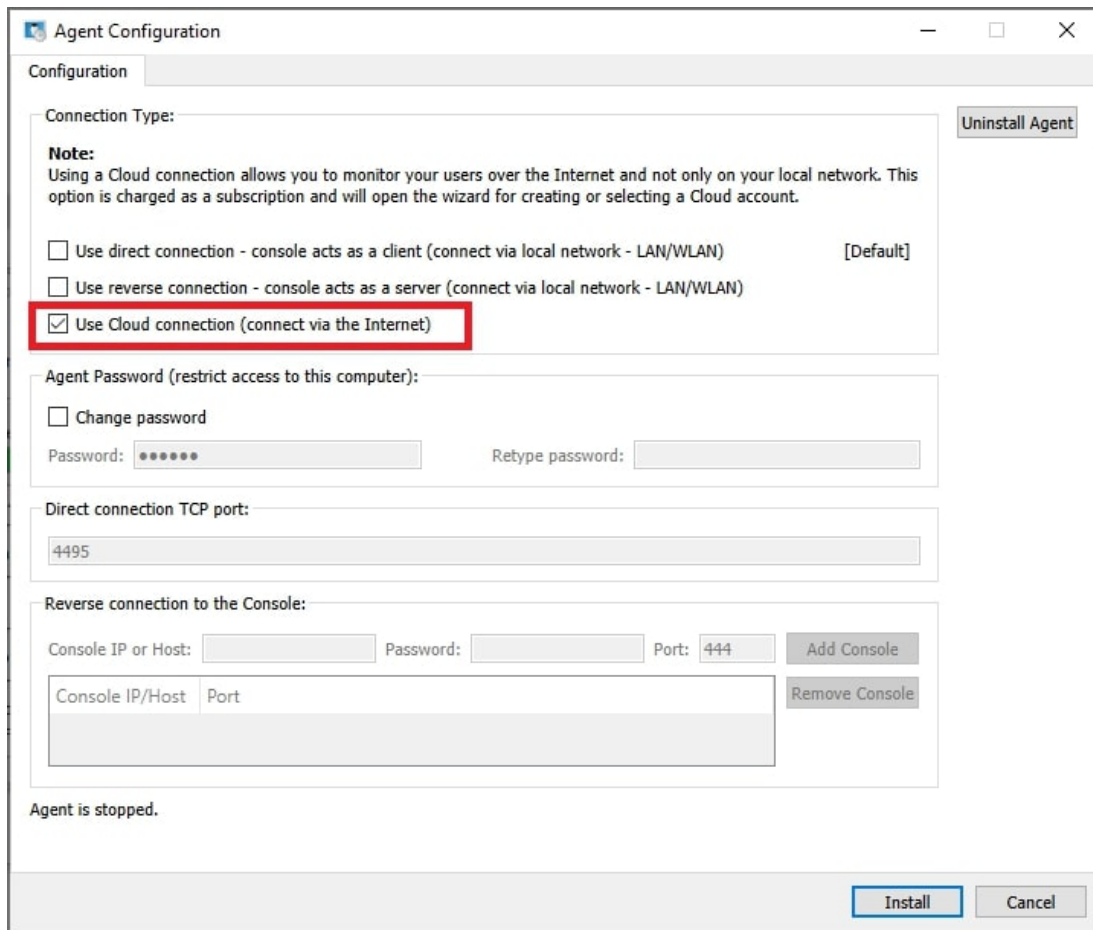 Agent Configuration
Configuration
Connection Type:
Uninstall Agent
Note:
Using a Cloud connection allows you to monitor your users over the Internet and not only on your local network. This
option is charged as a subscription and will open the wizard for creating or selecting a Cloud account.
Use direct connection - console acts as a client (connect via local network - LAN/WLAN) [Default]
Use reverse connection - console acts as a server (connect via local network - LAN/WLAN)
Use Cloud connection (connect via the Internet)
Agent Password (restrict access to this computer):
Change password
Password: ●●●●●● Retype password:
Direct connection TCP port:
4495
Reverse connection to the Console:
Console IP or Host: Password: Port: 444 Add Console
Console IP/Host Port Remove Console
Agent is stopped.
Install Cancel